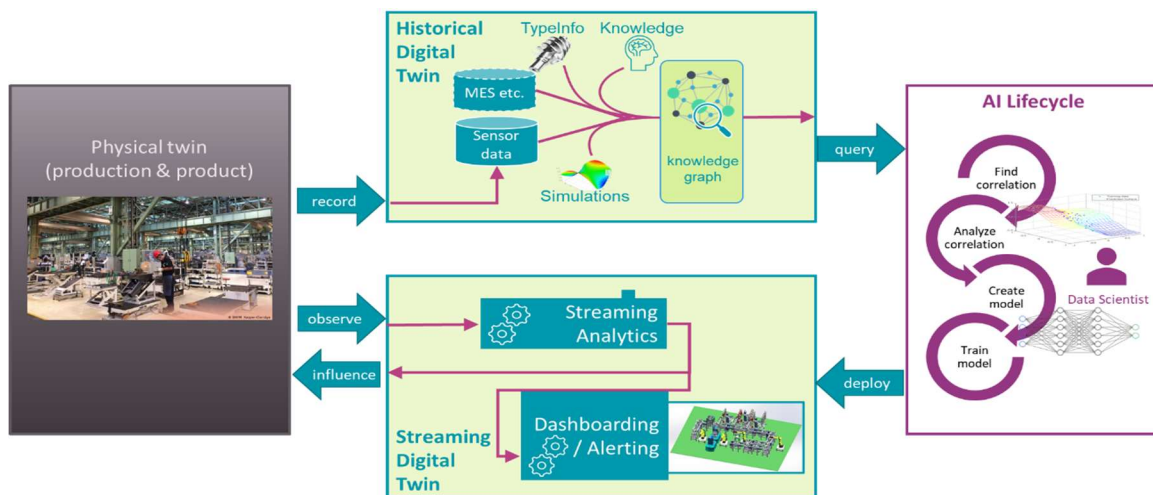 Physical twin
(production & product)
record
observe
influence
Historical
Digital
Twin
TypeInfo
Knowledge
MES etc.
Sensor
data
Simulations
knowledge
graph
query
Streaming
Analytics
Dashboarding
/ Alerting
Streaming
Digital
Twin
deploy
AI Lifecycle
Find
correlation
Analyze
correlation
Create
model
Data Scientist
Train
model